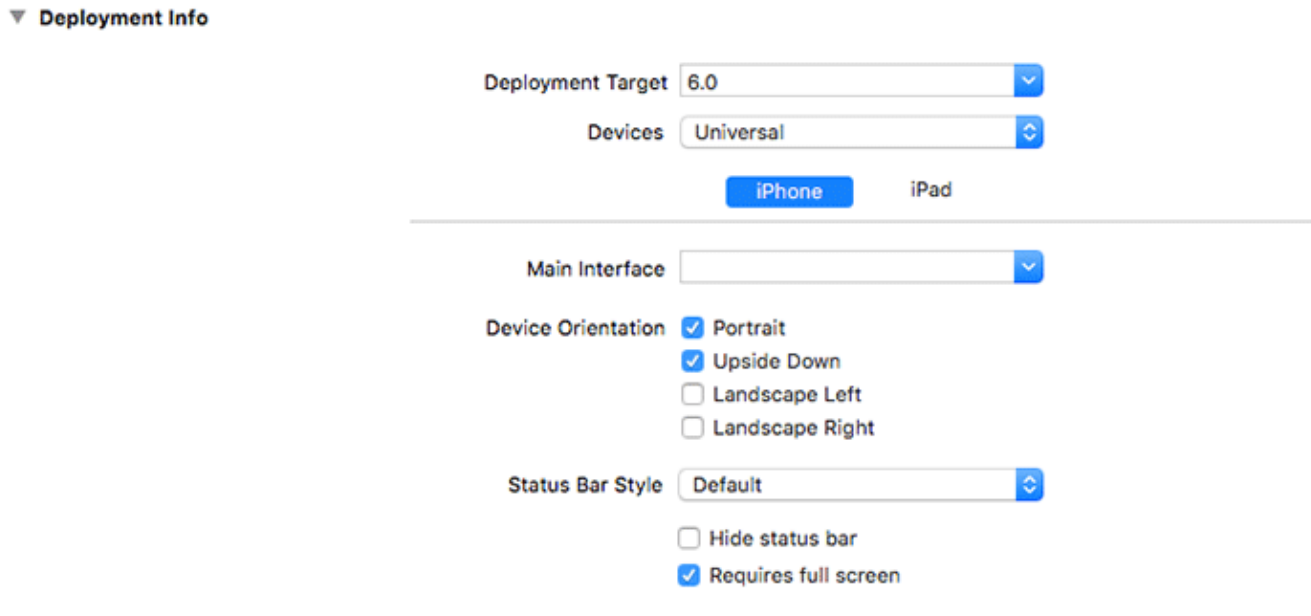 Deployment Info
Deployment Target 6.0
Devices Universal
iPhone iPad
Main Interface
Device Orientation Portrait
Upside Down
Landscape Left
Landscape Right
Status Bar Style Default
Hide status bar
Requires full screen